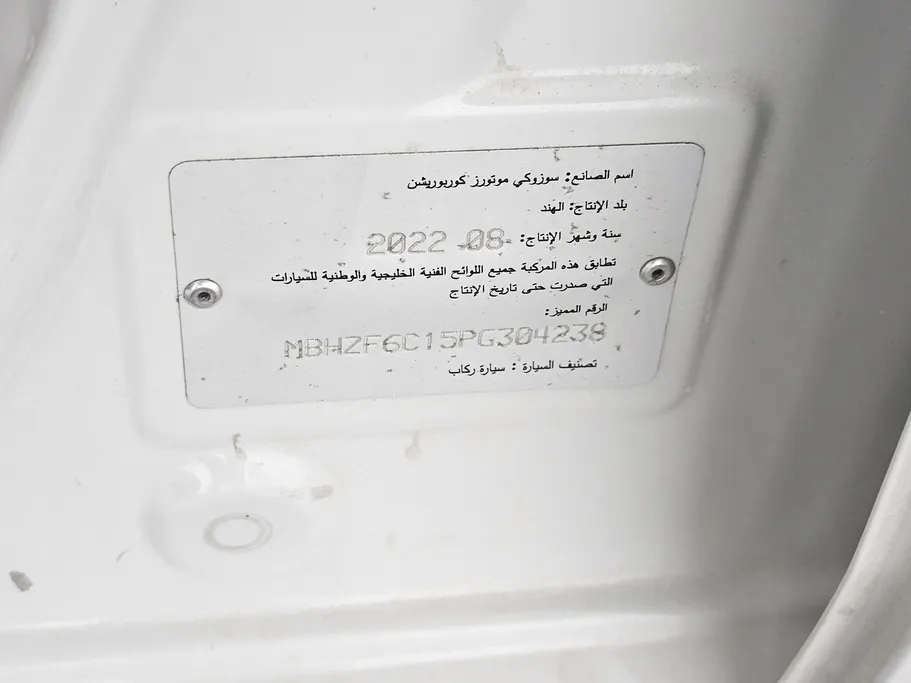 اسم الصانع: سوزوكي موتورز كوربوريشن
بلد الإنتاج: الهند
سنة وشهر الإنتاج: 2022 08
تطابق هذه المركبة جميع اللوائح الفنية الخليجية والوطنية للسيارات
التي صدرت حتى تاريخ الإنتاج
الرقم المميز:
MBHZF6C15PG304238
تصنيف السيارة : سيارة ركاب